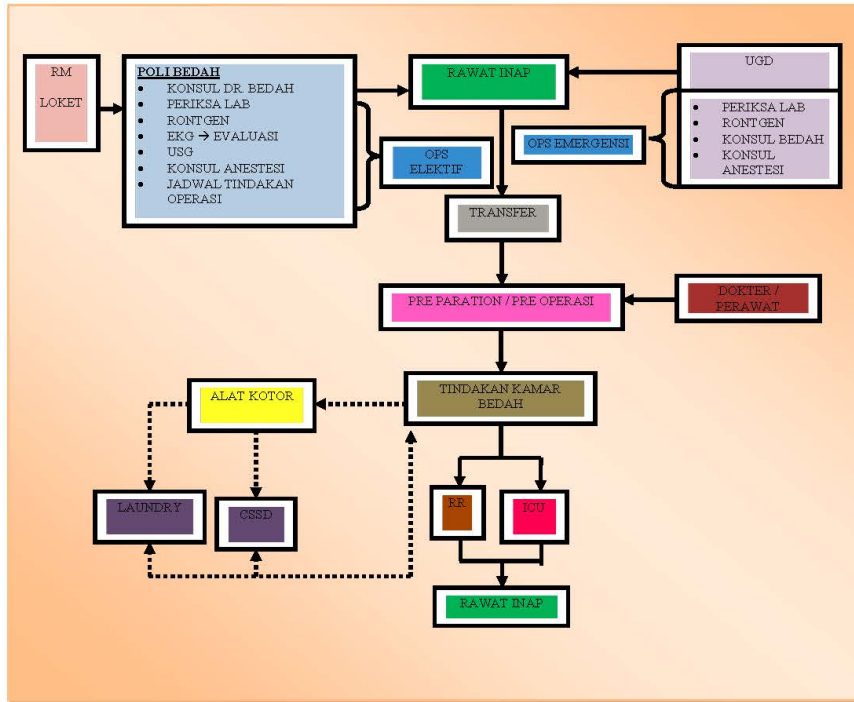 RM
LOKET
POLI BEDAH
• KONSUL DR. BEDAH
• PERIKSA LAB
• RONTGEN
• EKG → EVALUASI
• USG
• KONSUL ANESTESI
• JADWAL TINDAKAN
OPERASI
OPS
ELEKTIF
RAWAT INAP
OPS EMERGENSI
UGD
• PERIKSA LAB
• RONTGEN
• KONSUL BEDAH
• KONSUL
ANESTESI
TRANSFER
PRE PARATION / PRE OPERASI
DOKTER /
PERAWAT
TINDAKAN KAMAR
BEDAH
ALAT KOTOR
LAUNDRY
CSSD
RR
ICU
RAWAT INAP